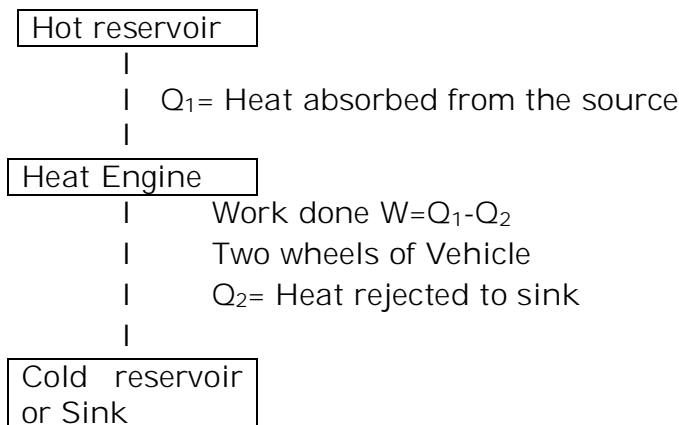 Hot reservoir
Q₁= Heat absorbed from the source
Heat Engine
Work done W=Q₁-Q₂
Two wheels of Vehicle
Q₂= Heat rejected to sink
Cold reservoir
or Sink